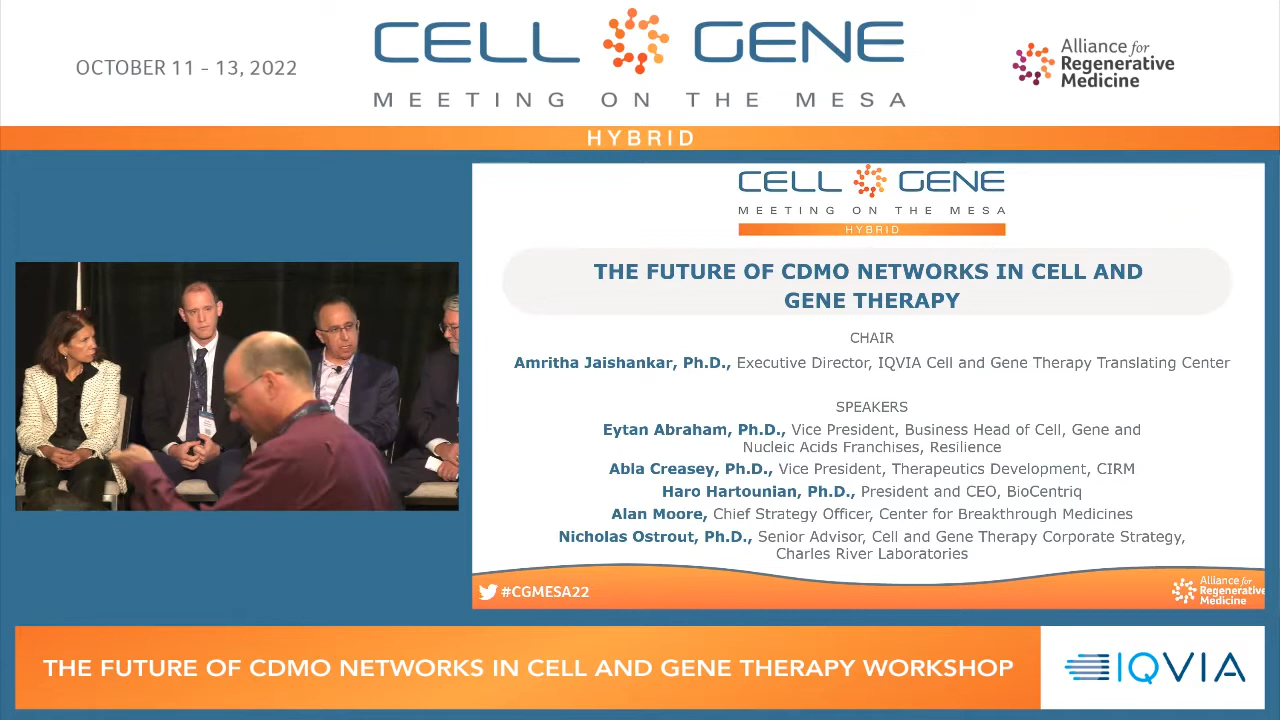 OCTOBER 11 - 13, 2022
CELL GENE
MEETING ON THE MESA
Alliance for
Regenerative
Medicine
HYBRID
CELL GENE
MEETING ON THE MESA
HYBRID
THE FUTURE OF CDMO NETWORKS IN CELL AND
GENE THERAPY
CHAIR
Amritha Jaishankar, Ph.D., Executive Director, IQVIA Cell and Gene Therapy Translating Center
SPEAKERS
Eytan Abraham, Ph.D., Vice President, Business Head of Cell, Gene and
Nucleic Acids Franchises, Resilience
Abla Creasey, Ph.D., Vice President, Therapeutics Development, CIRM
Haro Hartounian, Ph.D., President and CEO, BioCentriq
Alan Moore, Chief Strategy Officer, Center for Breakthrough Medicines
Nicholas Ostrout, Ph.D., Senior Advisor, Cell and Gene Therapy Corporate Strategy,
Charles River Laboratories
#CGMESA22
Alliance for
Regenerative
Medicine
THE FUTURE OF CDMO NETWORKS IN CELL AND GENE THERAPY WORKSHOP
IQVIA